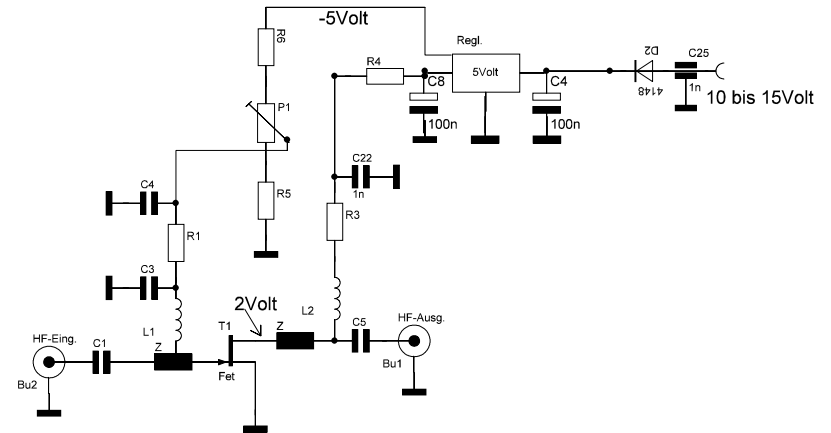 -5Volt
R6
Regl.
D2
C25
R4
5Volt
C8
C4
4148
1n
10 bis 15Volt
P1
100n
100n
C22
1n
C4
R5
R3
R1
C3
2Volt
L2
L1
T1
Z
C5
HF-Ausg.
HF-Eing.
C1
Z
Bu2
Fet
Bu1